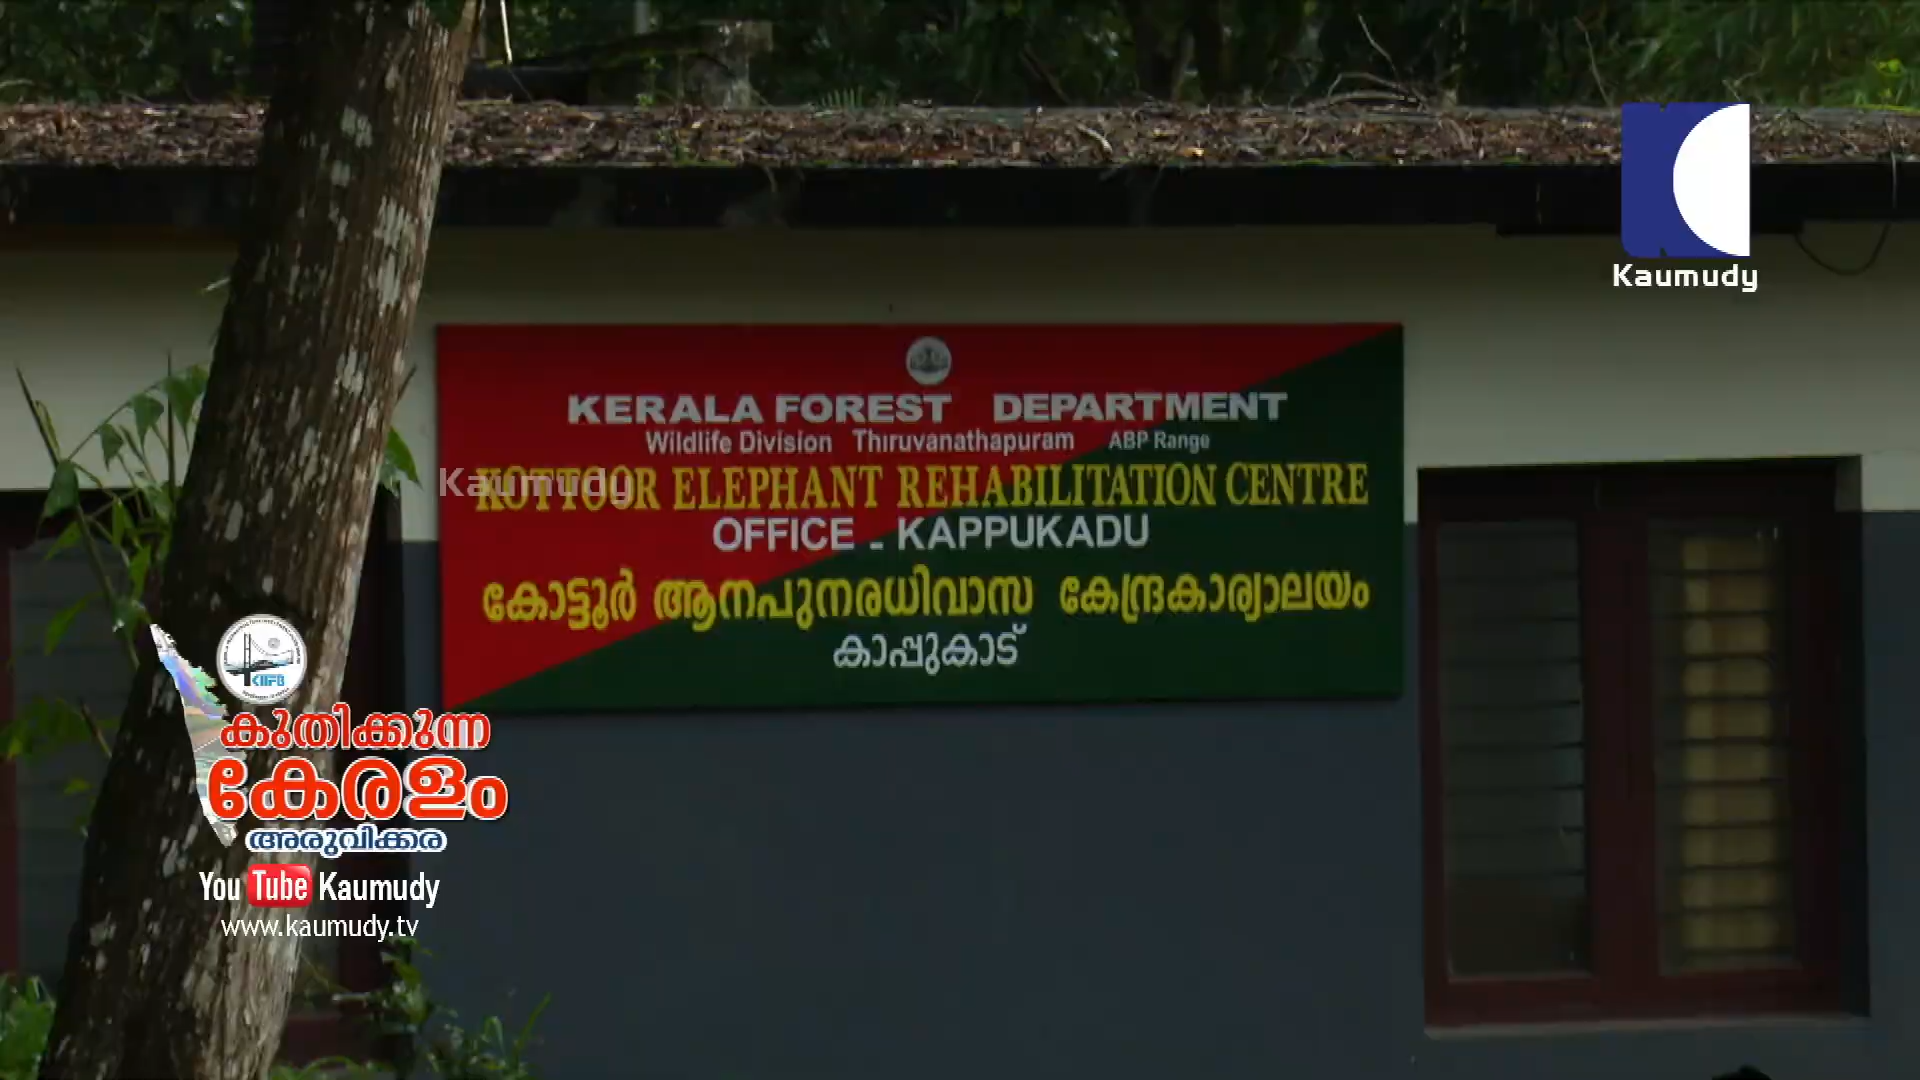 Kaumudy
KERALA FOREST DEPARTMENT
Wildlife Division Thiruvanathapuram ABP Range
Kaumudy
KOTTOOR ELEPHANT REHABILITATION CENTRE
OFFICE - KAPPUKADU
കോട്ടൂർ ആനപുനരധിവാസ കേന്ദ്രകാര്യാലയം
കാപ്പുകാട്
KIIFB
കുതിക്കുന്ന
കേരളം
അരുവിക്കര
You Tube Kaumudy
www.kaumudy.tv